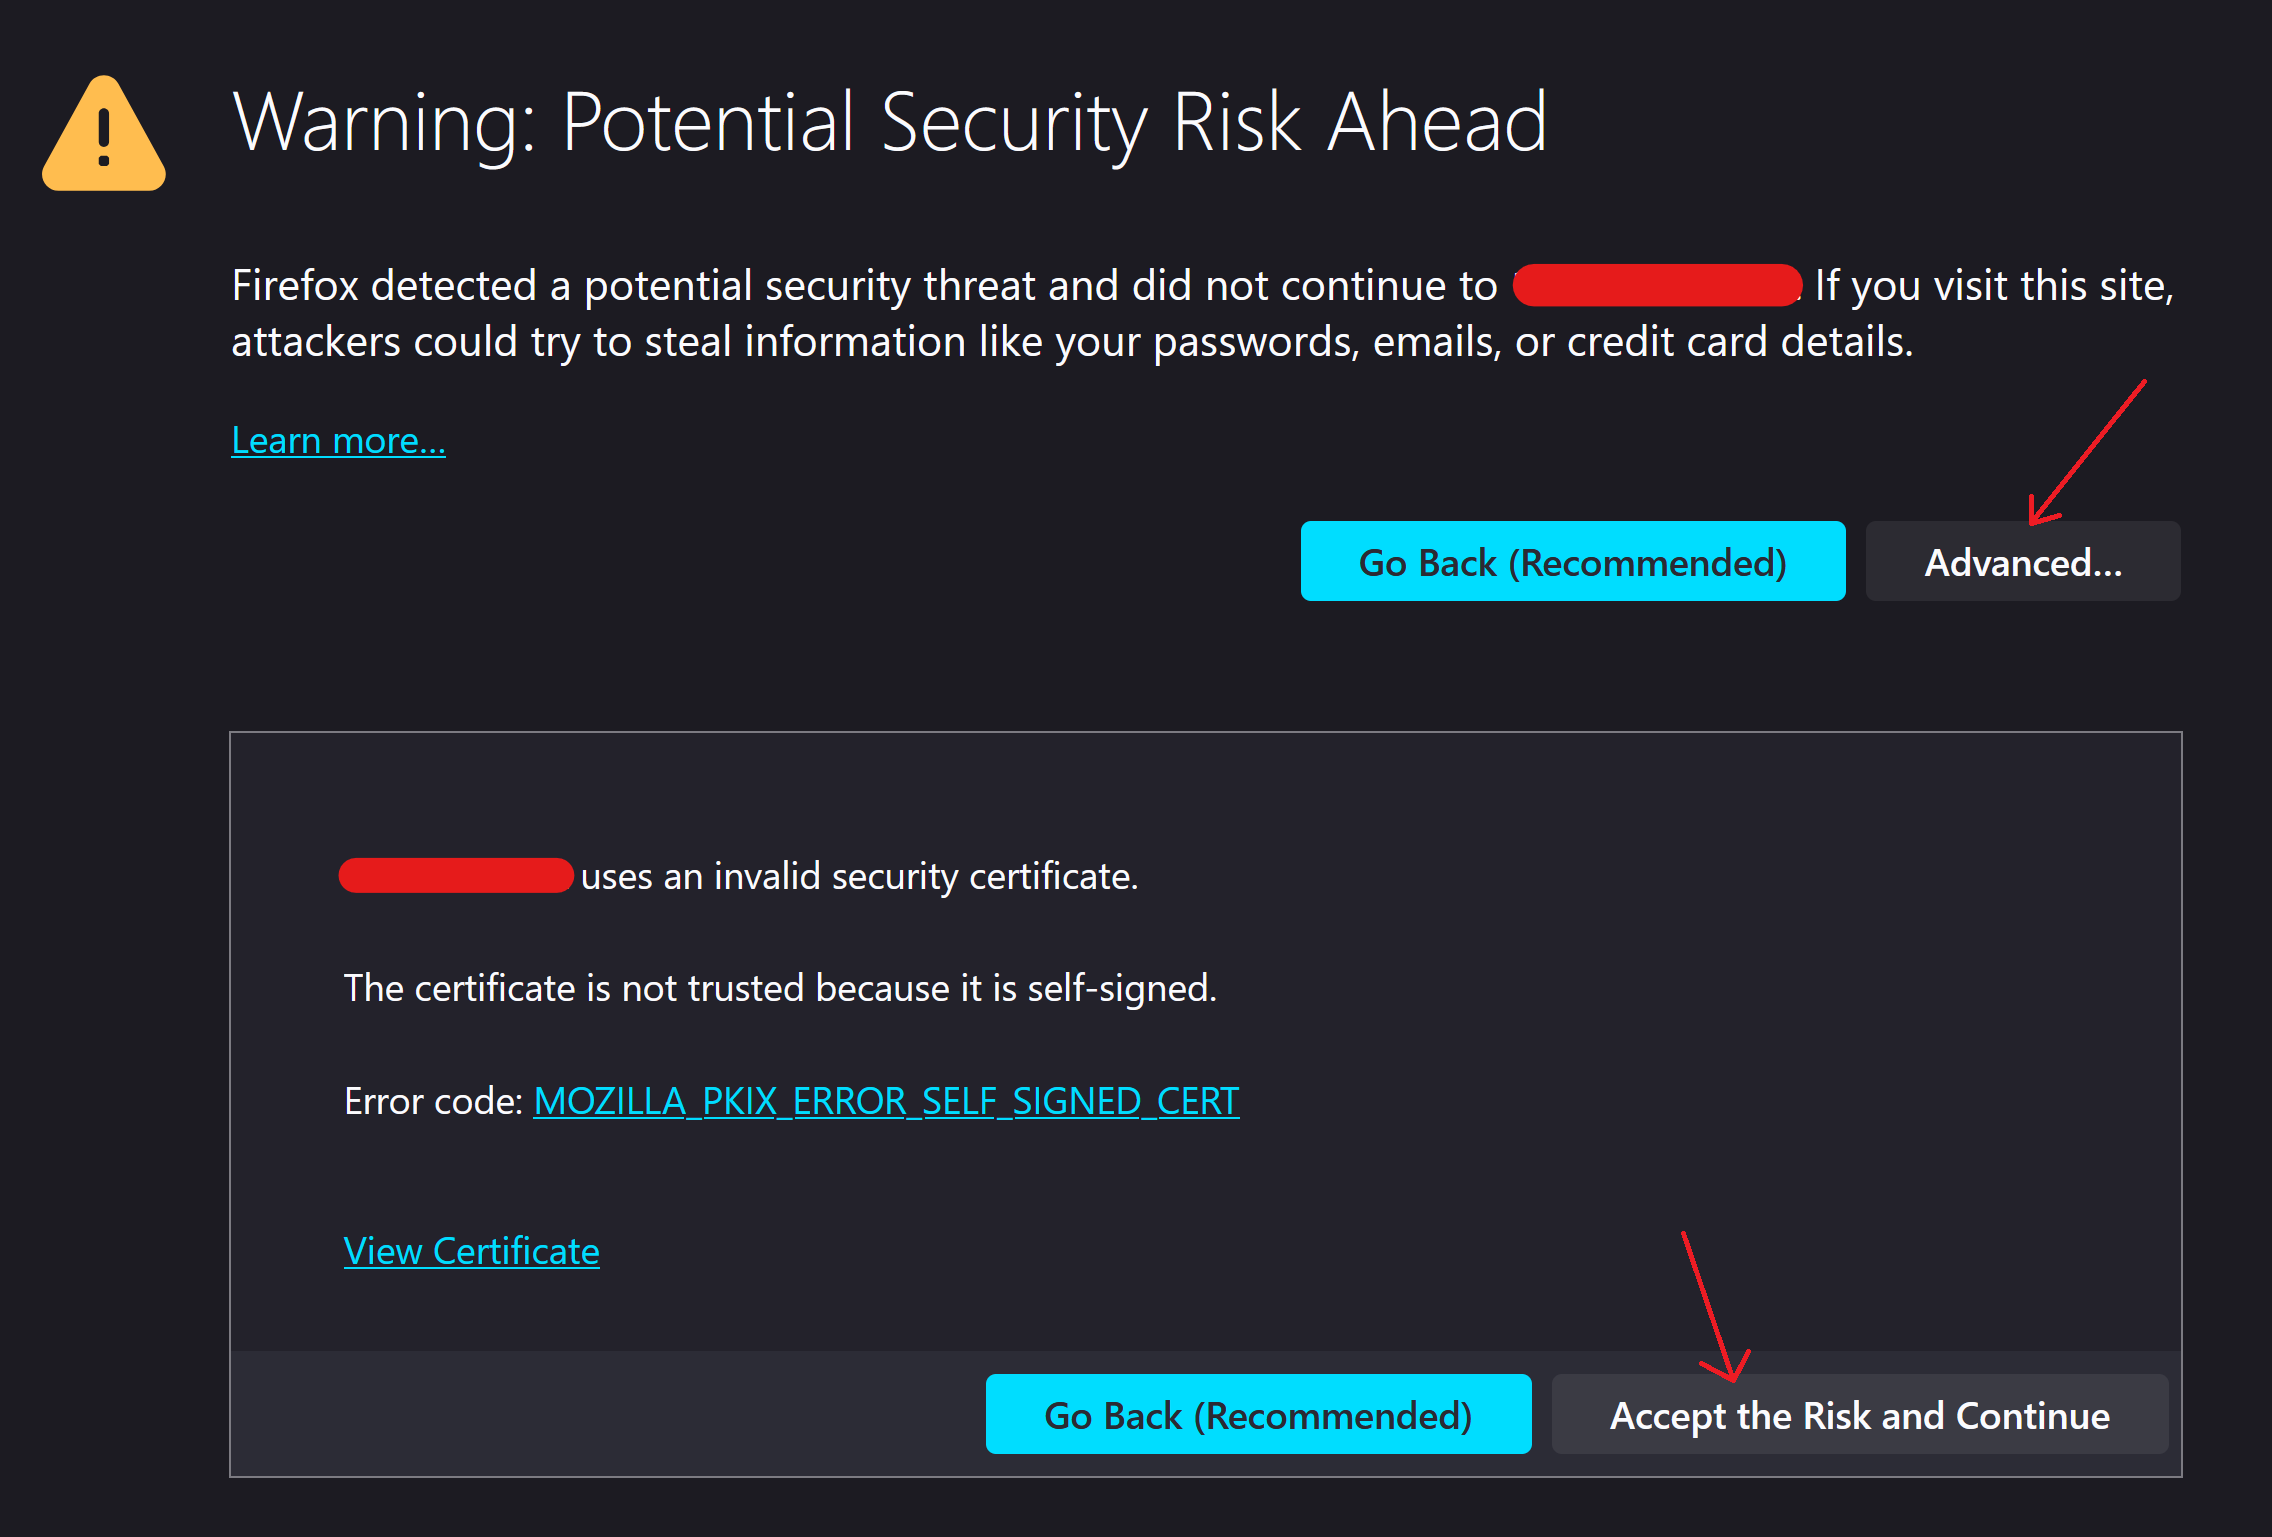 Warning: Potential Security Risk Ahead
Firefox detected a potential security threat and did not continue to . If you visit this site,
attackers could try to steal information like your passwords, emails, or credit card details.
Learn more...
Go Back (Recommended)
Advanced...
uses an invalid security certificate.
The certificate is not trusted because it is self-signed.
Error code: MOZILLA_PKIX_ERROR_SELF_SIGNED_CERT
View Certificate
Go Back (Recommended)
Accept the Risk and Continue